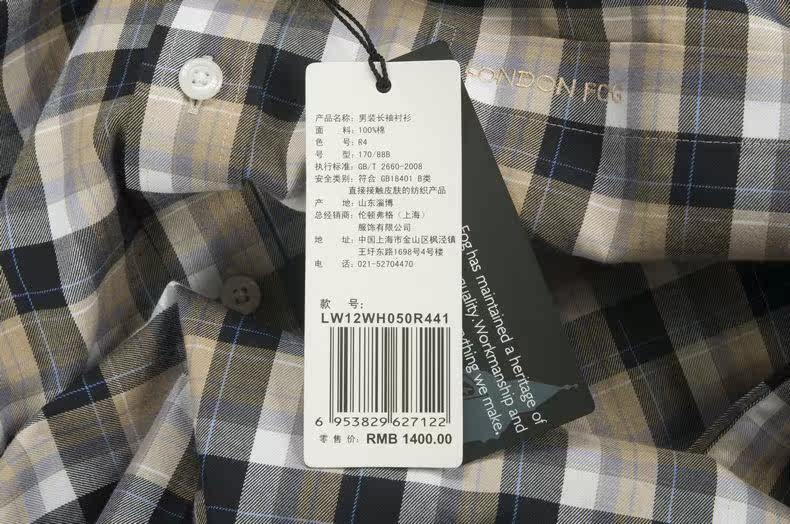 LONDON FOG
产品名称：男装长袖衬衫
面 料：100%棉
色 号：R4
号 型：170/88B
执行标准：GB/T 2660-2008
安全类别：符合 GB18401 B类
直接接触皮肤的纺织产品
产 地：山东淄博
总经销商：伦顿弗格（上海）
服饰有限公司
地 址：中国上海市金山区枫泾镇
王圩东路1698号4号楼
电 话：021-52704470
款 号：
LW12WH050R441
6 953829 627122
零售价：RMB 1400.00
Fog has maintained a heritage of
quality. Workmanship and
thing we make.